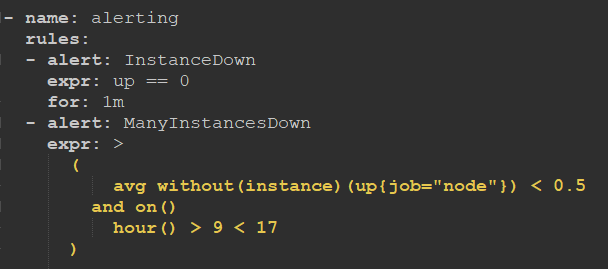 - name: alerting
rules:
- alert: InstanceDown
expr: up == 0
for: 1m
- alert: ManyInstancesDown
expr: >
(
avg without(instance)(up{job="node"}) < 0.5
and on()
hour() > 9 < 17
)